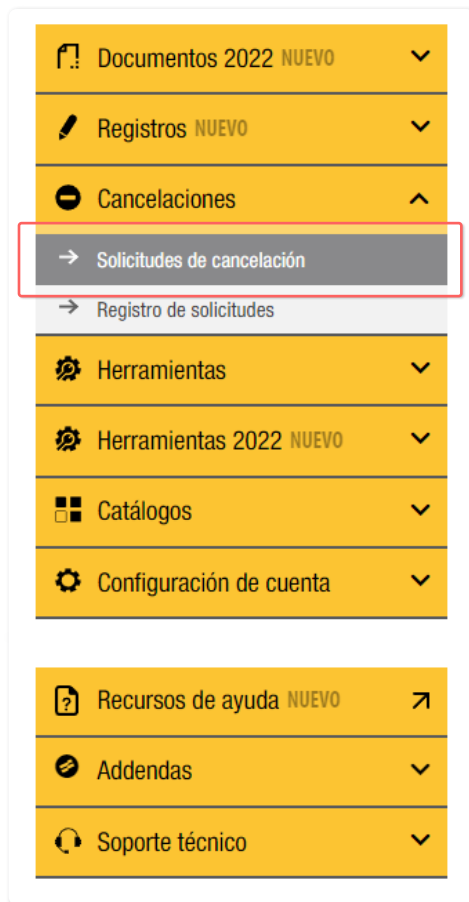 Documentos 2022 NUEVO
Registros NUEVO
Cancelaciones
Solicitudes de cancelación
Registro de solicitudes
Herramientas
Herramientas 2022 NUEVO
Catálogos
Configuración de cuenta
Recursos de ayuda NUEVO
Addendas
Soporte técnico